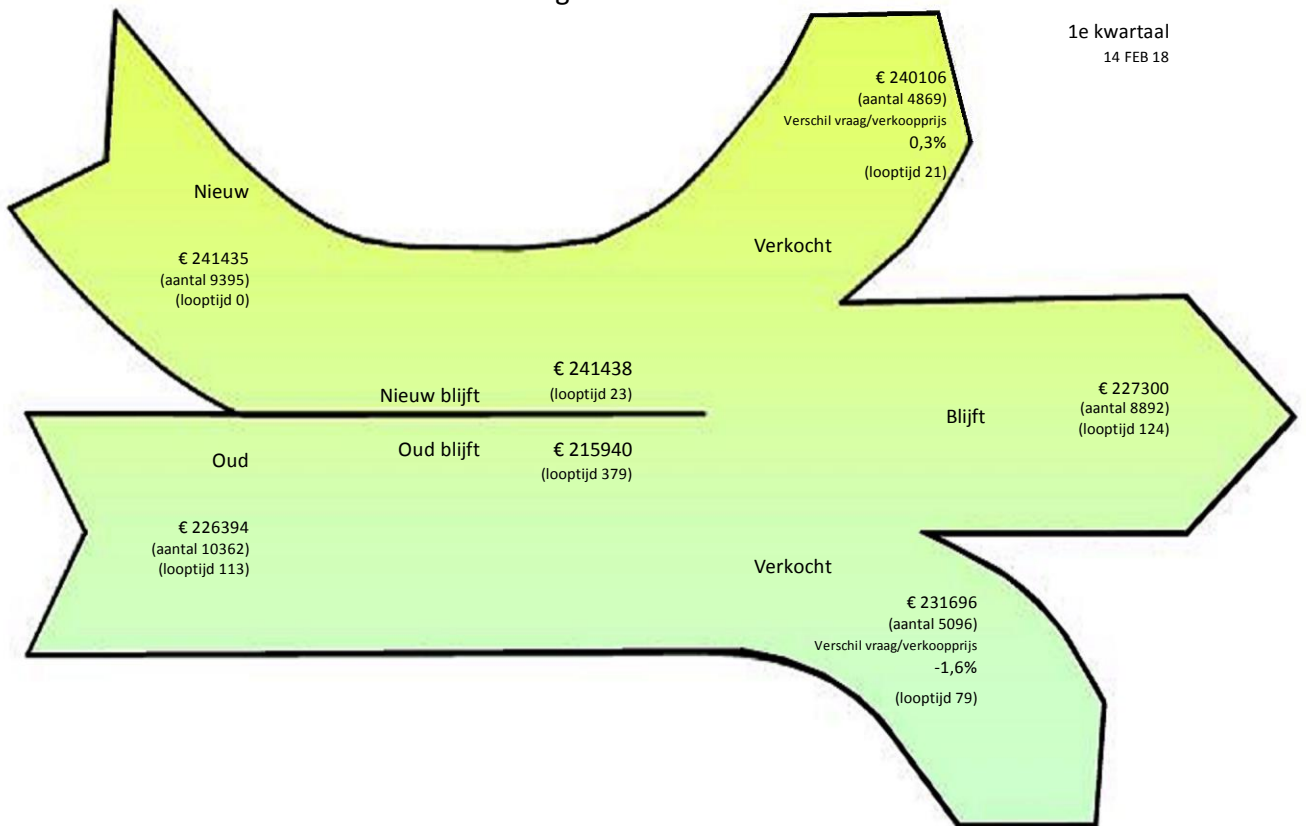 1e kwartaal
14 FEB 18
€ 240106
(aantal 4869)
Verschil vraag/verkoopprijs
0,3%
(looptijd 21)
Verkocht
Nieuw
€ 241435
(aantal 9395)
(looptijd 0)
€ 241438
Nieuw blijft
(looptijd 23)
Oud blijft
€ 215940
(looptijd 379)
Blijft
€ 227300
(aantal 8892)
(looptijd 124)
Oud
€ 226394
(aantal 10362)
(looptijd 113)
Verkocht
€ 231696
(aantal 5096)
Verschil vraag/verkoopprijs
-1,6%
(looptijd 79)